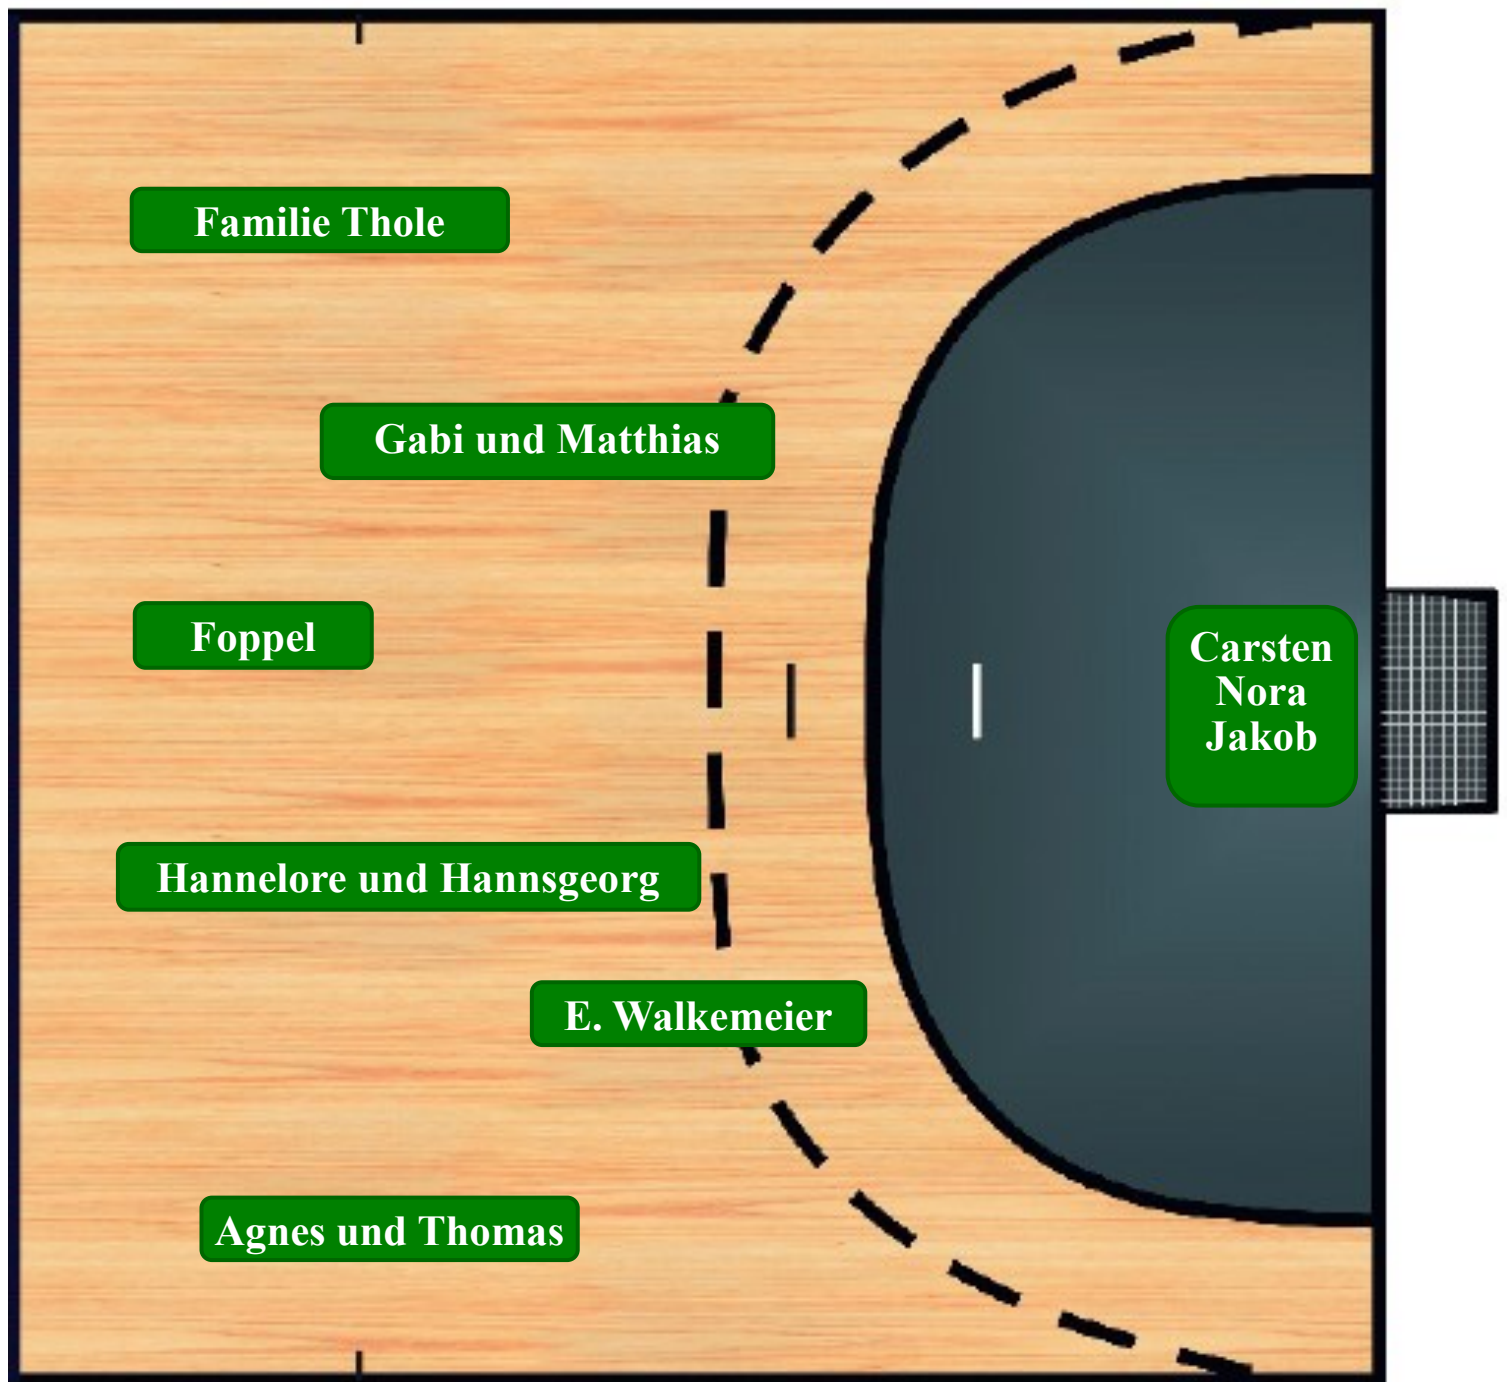 Familie Thole
Gabi und Matthias
Foppel
Carsten
Nora
Jakob
Hannelore und Hannsgeorg
E. Walkemeier
Agnes und Thomas